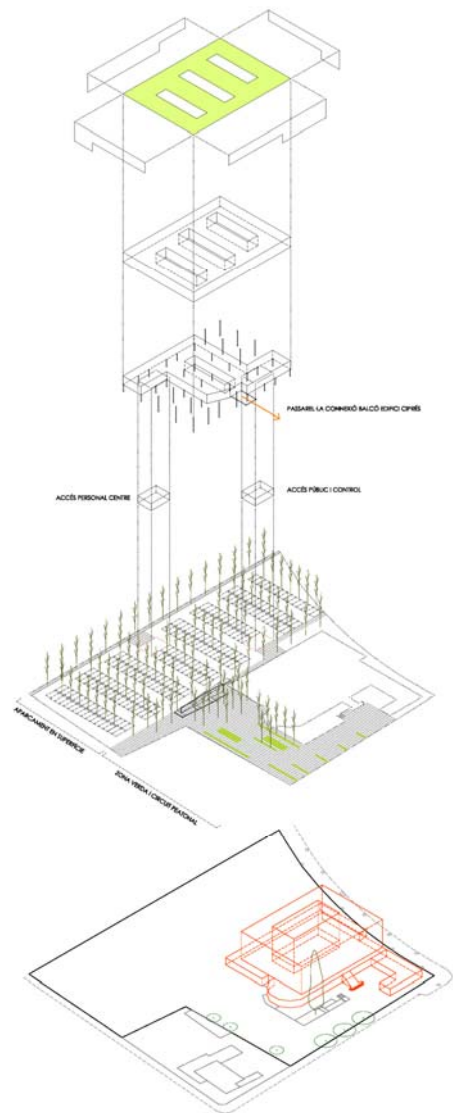 PASSAREL·LA CONNEXIÓ BALCÓ EDIFICI CIPRÉS
ACCÉS PERSONAL CENTRE
ACCÉS PÚBLIC I CONTROL
APARCAMENT EN SUPERFÍCIE
ZONA VERDA I CIRCUIT PEATONAL